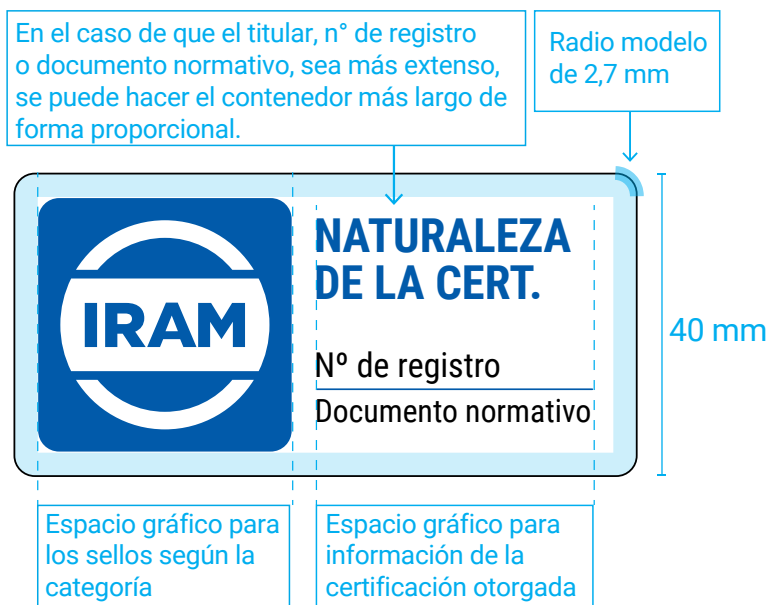 En el caso de que el titular, n° de registro
o documento normativo, sea más extenso,
se puede hacer el contenedor más largo de
forma proporcional.
Radio modelo
de 2,7 mm
IRAM
NATURALEZA
DE LA CERT.
Nº de registro
Documento normativo
40 mm
Espacio gráfico para
los sellos según la
categoría
Espacio gráfico para
información de la
certificación otorgada